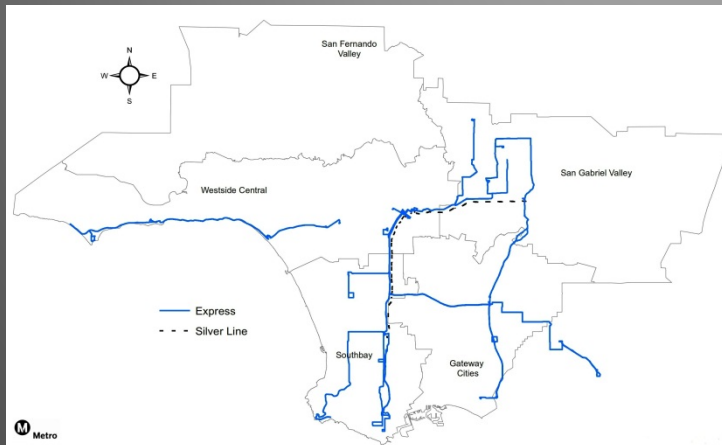 San Fernando
Valley
N
W E
S
Westside Central
San Gabriel Valley
Express
Silver Line
Southbay
Gateway
Cities
M
Metro